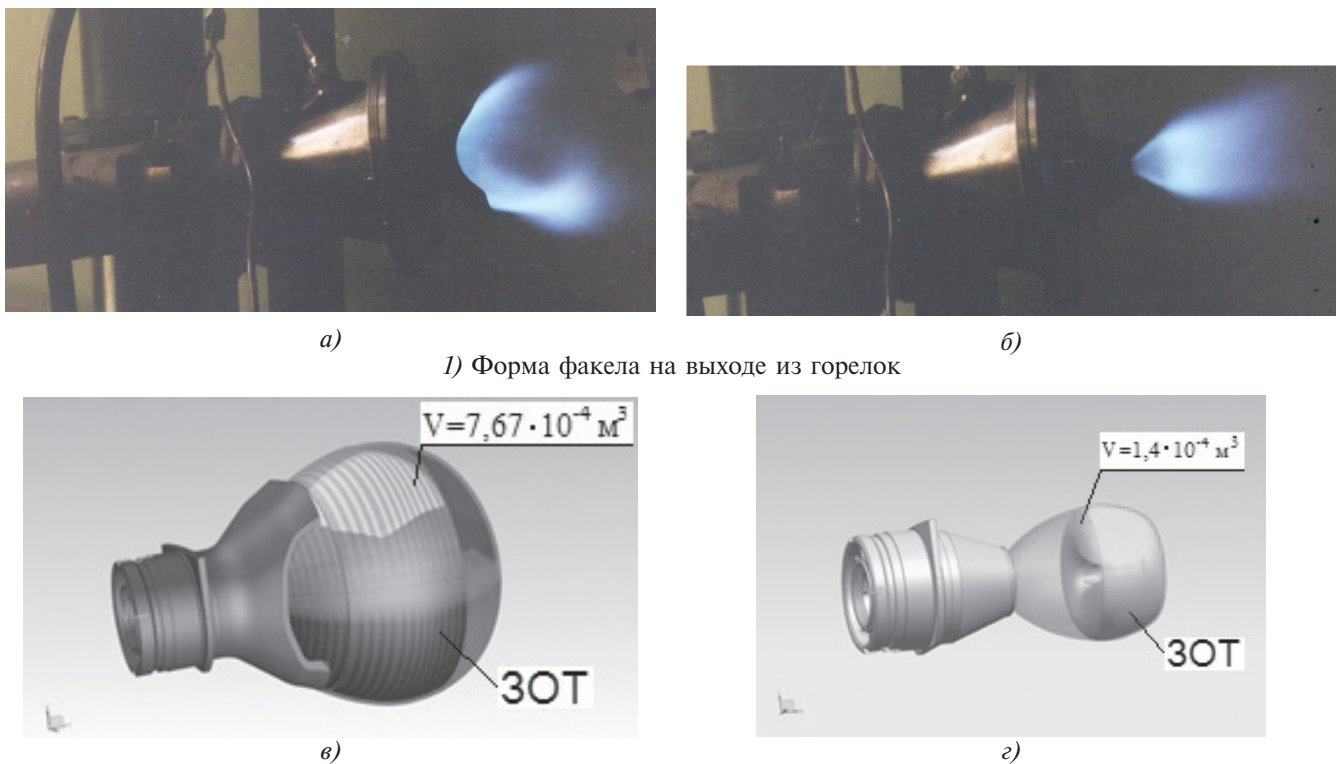 а)
б)
1) Форма факела на выходе из горелок
V=7,67·10⁻⁴ м³
ЗОТ
V=1,4·10⁻⁴ м³
ЗОТ
в)
г)